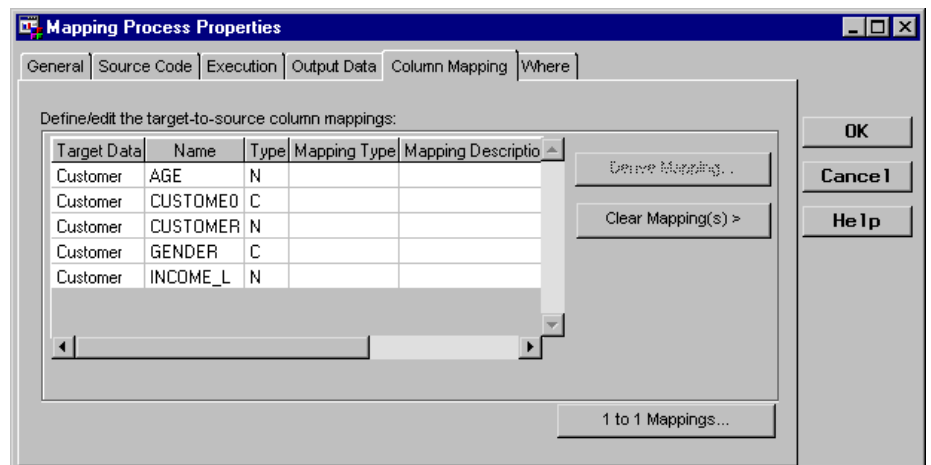 Mapping Process Properties
General Source Code Execution Output Data Column Mapping Where
Define/edit the target-to-source column mappings:
Target Data Name Type Mapping Type Mapping Descriptio
Customer AGE N
Customer CUSTOME0 C
Customer CUSTOMER N
Customer GENDER C
Customer INCOME_L N
Derive Mapping...
Clear Mapping(s) >
1 to 1 Mappings...
OK
Cancel
Help